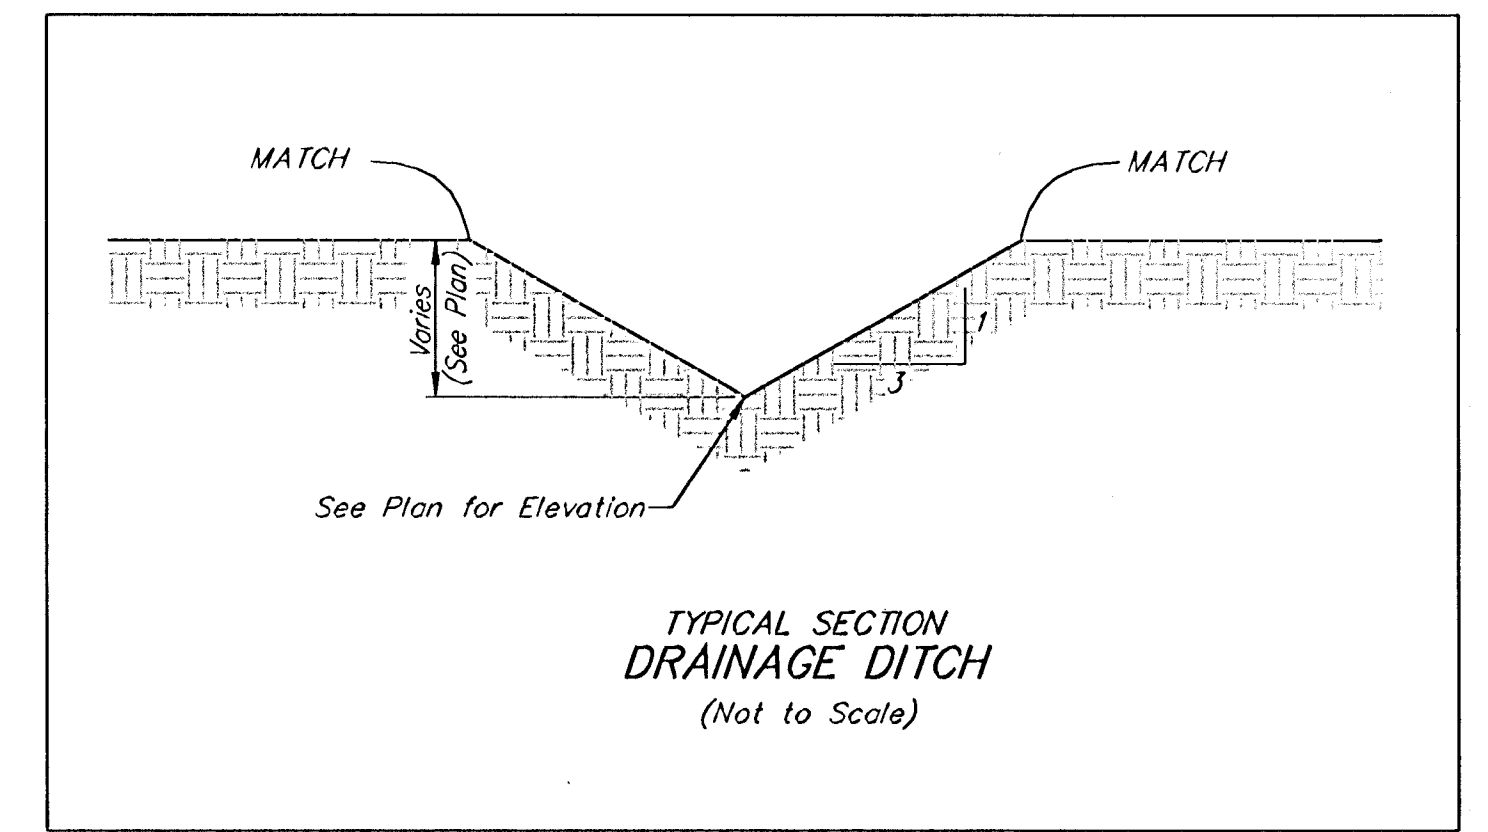 MATCH
MATCH
Varies
(See Plan)
1
3
See Plan for Elevation
TYPICAL SECTION
DRAINAGE DITCH
(Not to Scale)